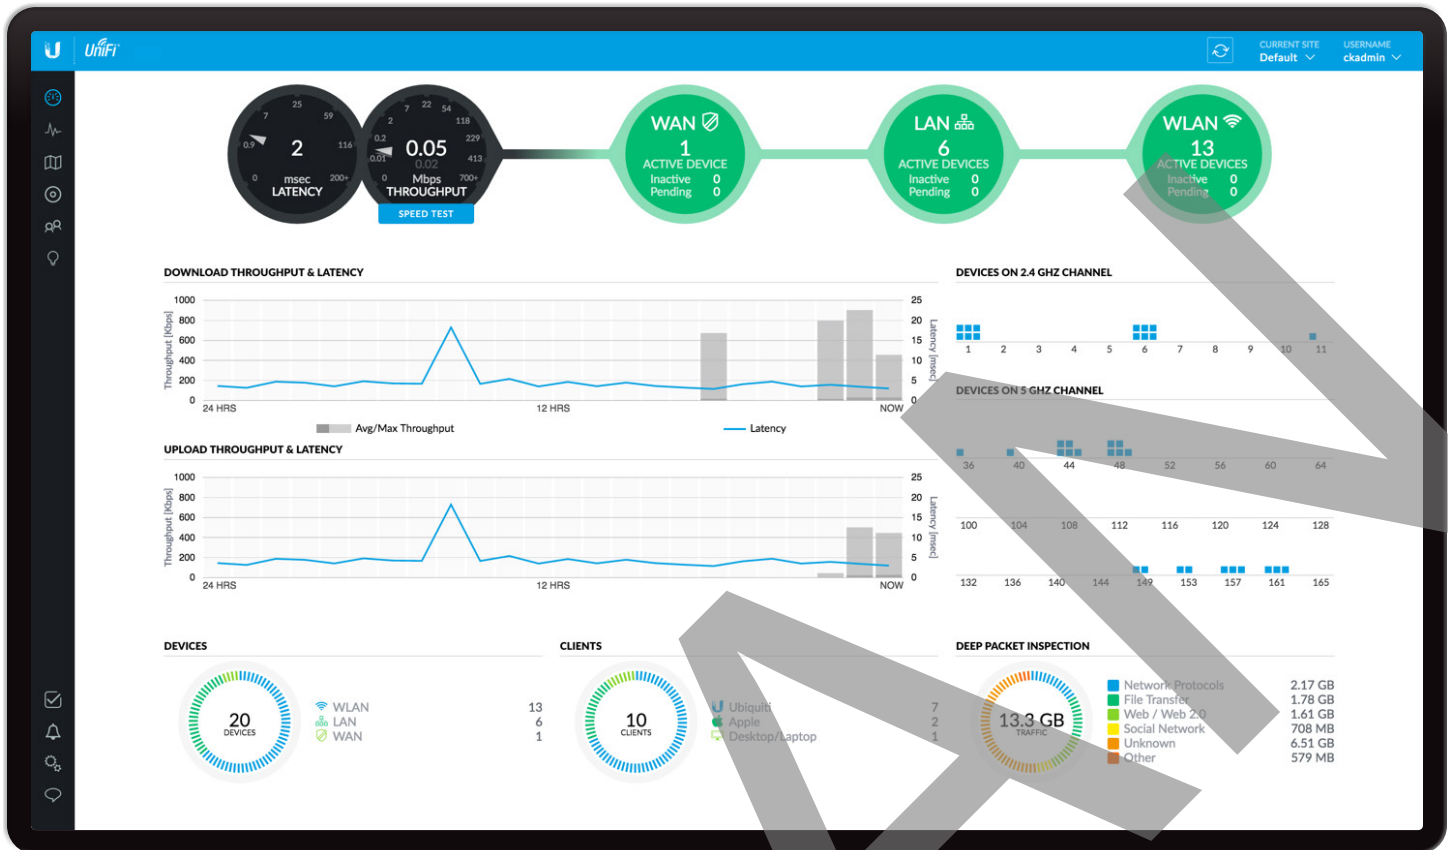 UniFi
CURRENT SITE
Default
USERNAME
ckadmin
0 0.9 7 25 59 116 200+
2
msec
LATENCY
0 0.01 0.2 2 7 22 54 118 229 413 700+
0.05
0.02
Mbps
THROUGHPUT
SPEED TEST
WAN
1
ACTIVE DEVICE
Inactive 0
Pending 0
LAN
6
ACTIVE DEVICES
Inactive 0
Pending 0
WLAN
13
ACTIVE DEVICES
Inactive 0
Pending 0
DOWNLOAD THROUGHPUT & LATENCY
Throughput [Kbps]
1000
800
600
400
200
0
25
20
15
10
5
0
Latency [msec]
24 HRS 12 HRS NOW
Avg/Max Throughput Latency
UPLOAD THROUGHPUT & LATENCY
Throughput [Kbps]
1000
800
600
400
200
0
25
20
15
10
5
0
Latency [msec]
24 HRS 12 HRS NOW
DEVICES ON 2.4 GHZ CHANNEL
1 2 3 4 5 6 7 8 9 10 11
DEVICES ON 5 GHZ CHANNEL
36 40 44 48 52 56 60 64
100 104 108 112 116 120 124 128
132 136 140 144 149 153 157 161 165
DEVICES
20
DEVICES
WLAN 13
LAN 6
WAN 1
CLIENTS
10
CLIENTS
Ubiquiti 7
Apple 2
Desktop/Laptop 1
DEEP PACKET INSPECTION
13.3 GB
TRAFFIC
Network Protocols 2.17 GB
File Transfer 1.78 GB
Web / Web 2.0 1.61 GB
Social Network 708 MB
Unknown 6.51 GB
Other 579 MB